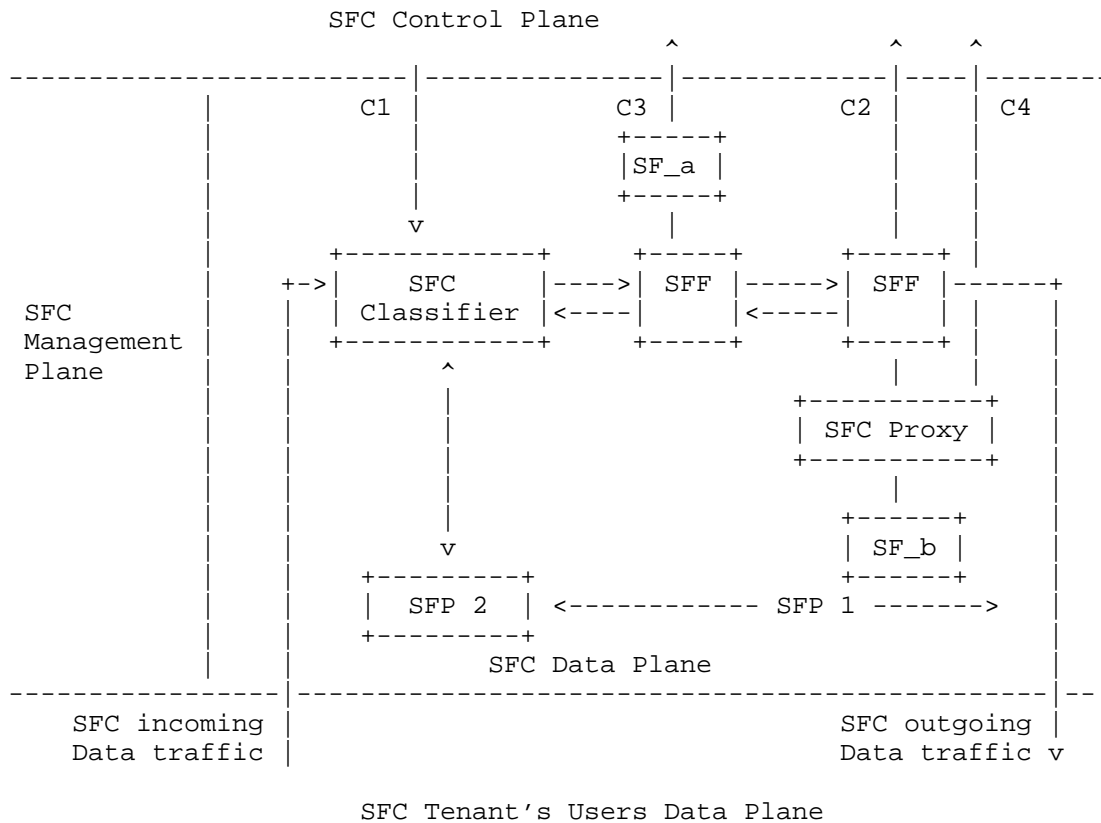 SFC Control Plane
C1 C3 C2 C4
SF_a
SFC SFF SFF
SFC Classifier
Management
Plane
SFC Proxy
SF_b
SFP 2 SFP 1
SFC Data Plane
SFC incoming SFC outgoing
Data traffic Data traffic
SFC Tenant's Users Data Plane